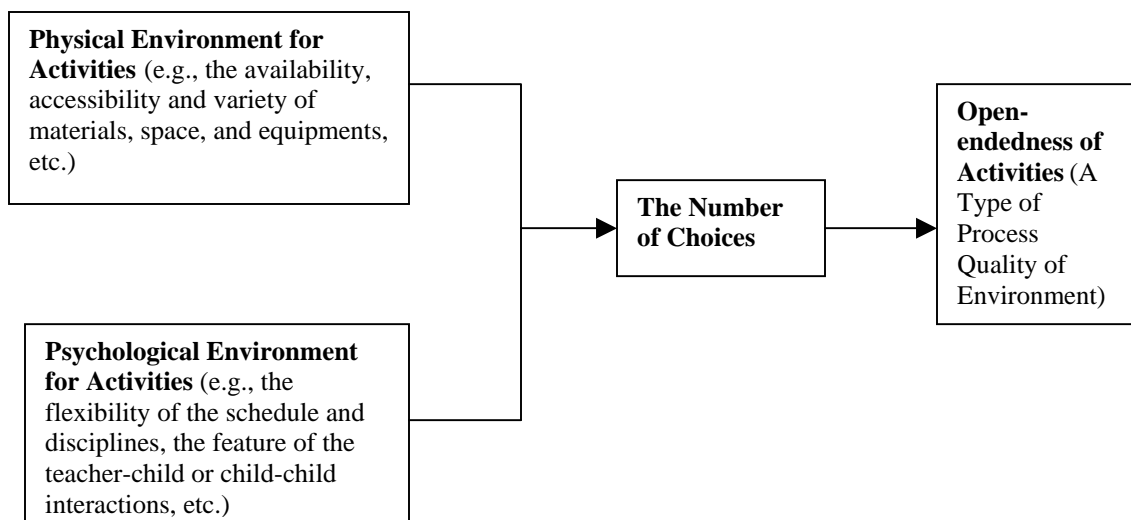 Physical Environment for
Activities (e.g., the availability,
accessibility and variety of
materials, space, and equipments,
etc.)
Psychological Environment
for Activities (e.g., the
flexibility of the schedule and
disciplines, the feature of the
teacher-child or child-child
interactions, etc.)
The Number
of Choices
Open-
endedness of
Activities (A
Type of
Process
Quality of
Environment)